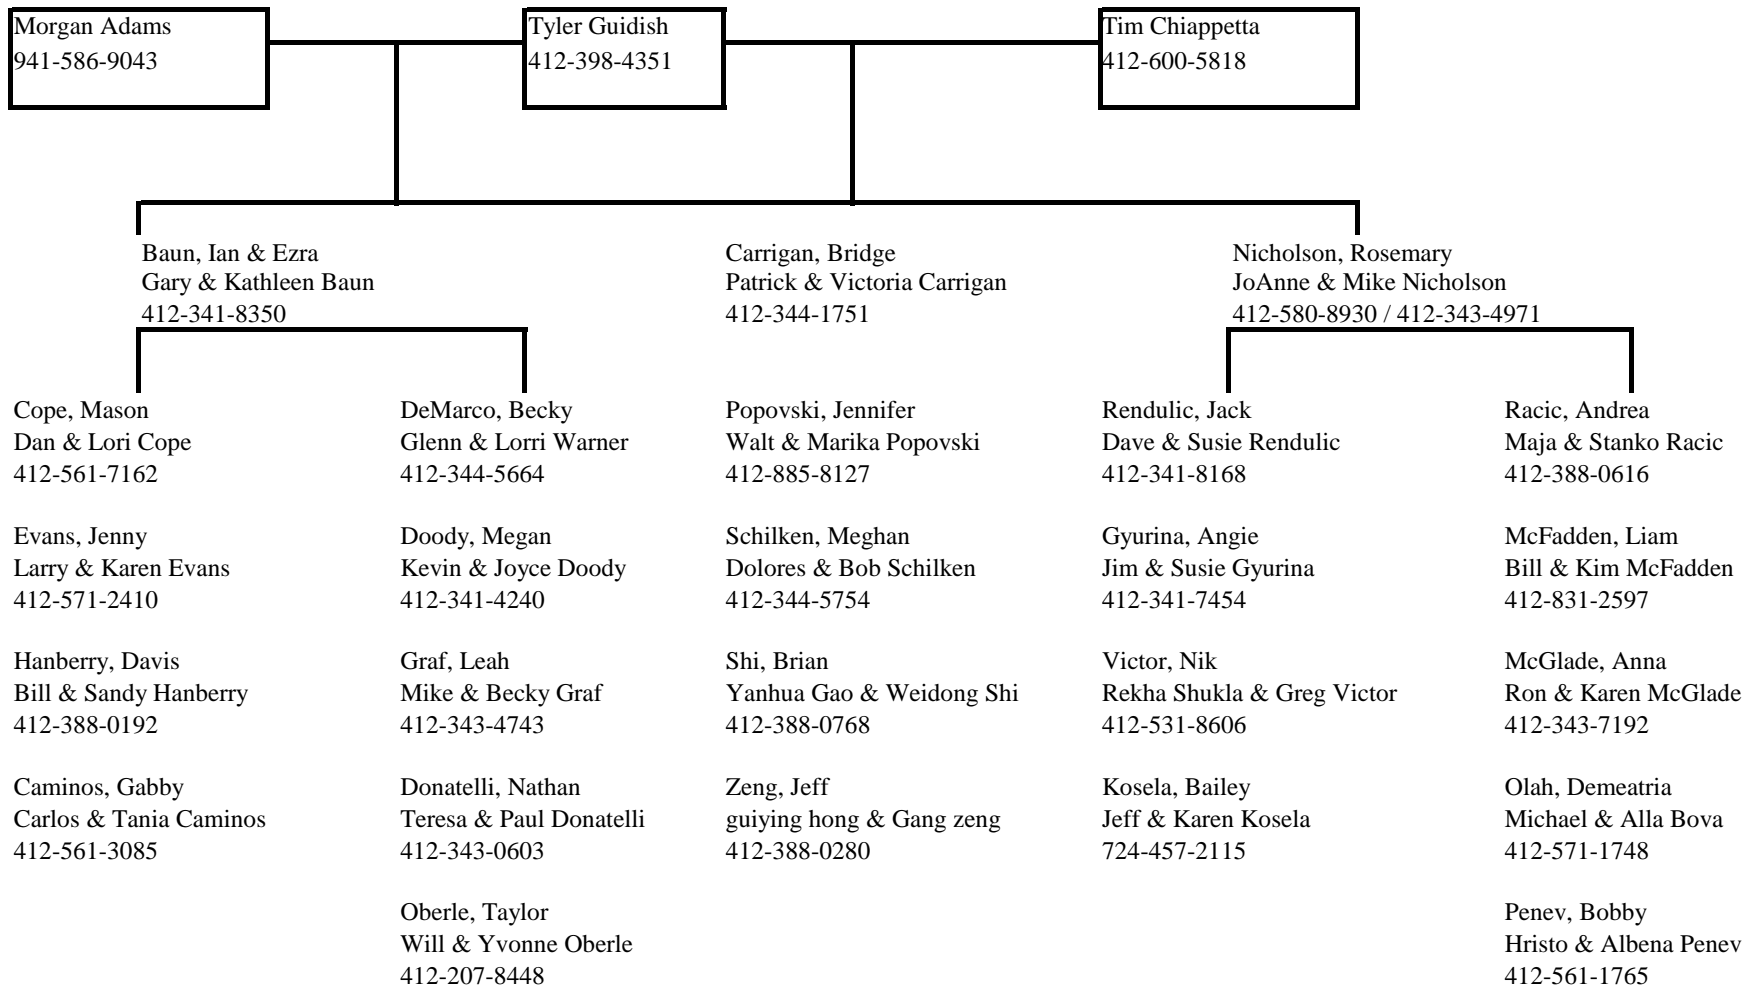 Morgan Adams
941-586-9043
Tyler Guidish
412-398-4351
Tim Chiappetta
412-600-5818
Baun, Ian & Ezra
Gary & Kathleen Baun
412-341-8350
Carrigan, Bridge
Patrick & Victoria Carrigan
412-344-1751
Nicholson, Rosemary
JoAnne & Mike Nicholson
412-580-8930 / 412-343-4971
Cope, Mason
Dan & Lori Cope
412-561-7162
DeMarco, Becky
Glenn & Lorri Warner
412-344-5664
Popovski, Jennifer
Walt & Marika Popovski
412-885-8127
Rendulic, Jack
Dave & Susie Rendulic
412-341-8168
Racic, Andrea
Maja & Stanko Racic
412-388-0616
Evans, Jenny
Larry & Karen Evans
412-571-2410
Doody, Megan
Kevin & Joyce Doody
412-341-4240
Schilken, Meghan
Dolores & Bob Schilken
412-344-5754
Gyurina, Angie
Jim & Susie Gyurina
412-341-7454
McFadden, Liam
Bill & Kim McFadden
412-831-2597
Hanberry, Davis
Bill & Sandy Hanberry
412-388-0192
Graf, Leah
Mike & Becky Graf
412-343-4743
Shi, Brian
Yanhua Gao & Weidong Shi
412-388-0768
Victor, Nik
Rekha Shukla & Greg Victor
412-531-8606
McGlade, Anna
Ron & Karen McGlade
412-343-7192
Caminos, Gabby
Carlos & Tania Caminos
412-561-3085
Donatelli, Nathan
Teresa & Paul Donatelli
412-343-0603
Zeng, Jeff
guiying hong & Gang zeng
412-388-0280
Kosela, Bailey
Jeff & Karen Kosela
724-457-2115
Olah, Demeatria
Michael & Alla Bova
412-571-1748
Oberle, Taylor
Will & Yvonne Oberle
412-207-8448
Penev, Bobby
Hristo & Albena Penev
412-561-1765